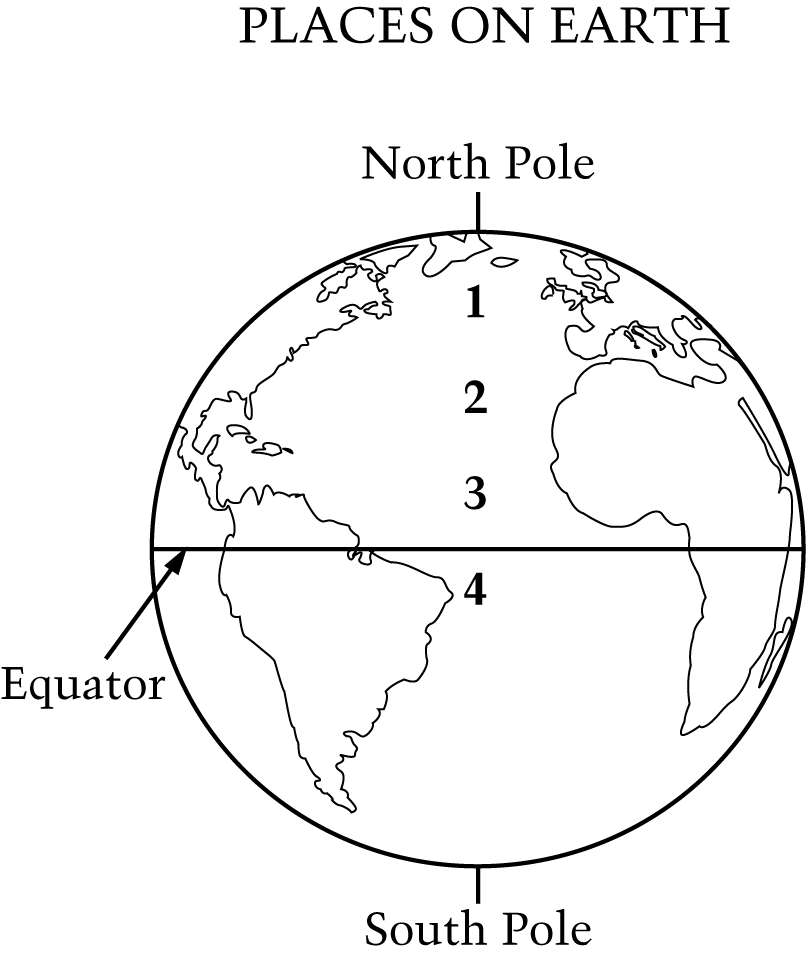 PLACES ON EARTH
North Pole
1
2
3
4
Equator
South Pole